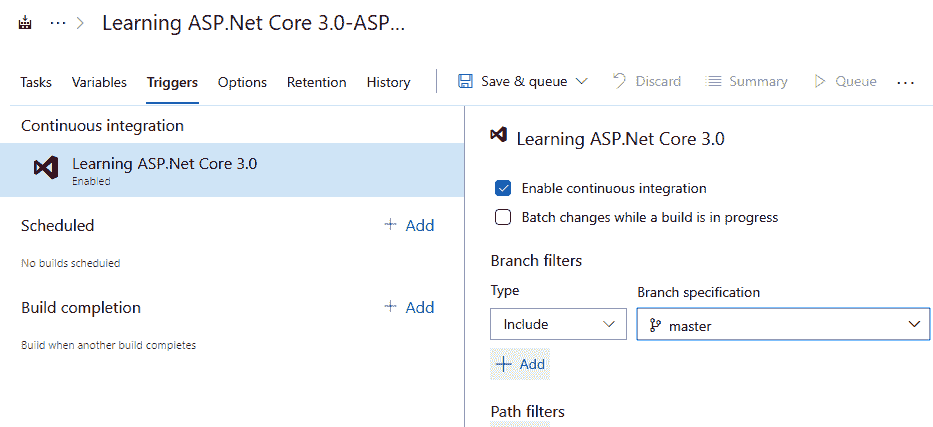 ... > Learning ASP.Net Core 3.0-ASP...
Tasks Variables Triggers Options Retention History Save & queue Discard Summary Queue ...
Continuous integration
Learning ASP.Net Core 3.0
Enabled
Scheduled + Add
No builds scheduled
Build completion + Add
Build when another build completes
Learning ASP.Net Core 3.0
Enable continuous integration
Batch changes while a build is in progress
Branch filters
Type Branch specification
Include master
+ Add
Path filters